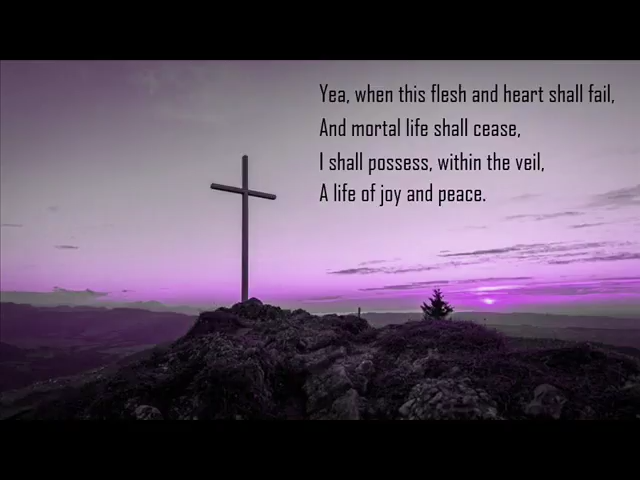 Yea, when this flesh and heart shall fail,
And mortal life shall cease,
I shall possess, within the veil,
A life of joy and peace.